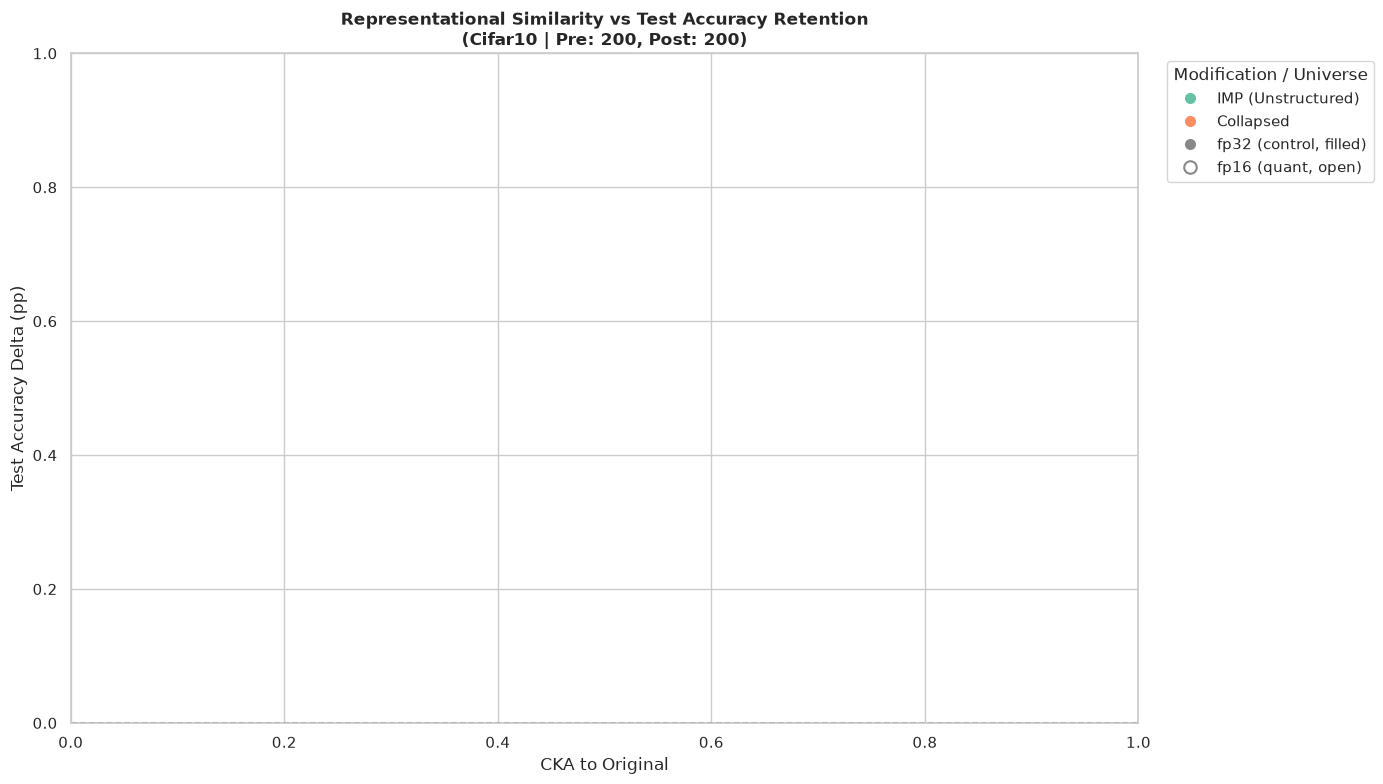 Representational Similarity vs Test Accuracy Retention
(Cifar10 | Pre: 200, Post: 200)
Test Accuracy Delta (pp)
1.0
0.8
0.6
0.4
0.2
0.0
0.0 0.2 0.4 0.6 0.8 1.0
CKA to Original
Modification / Universe
IMP (Unstructured)
Collapsed
fp32 (control, filled)
fp16 (quant, open)